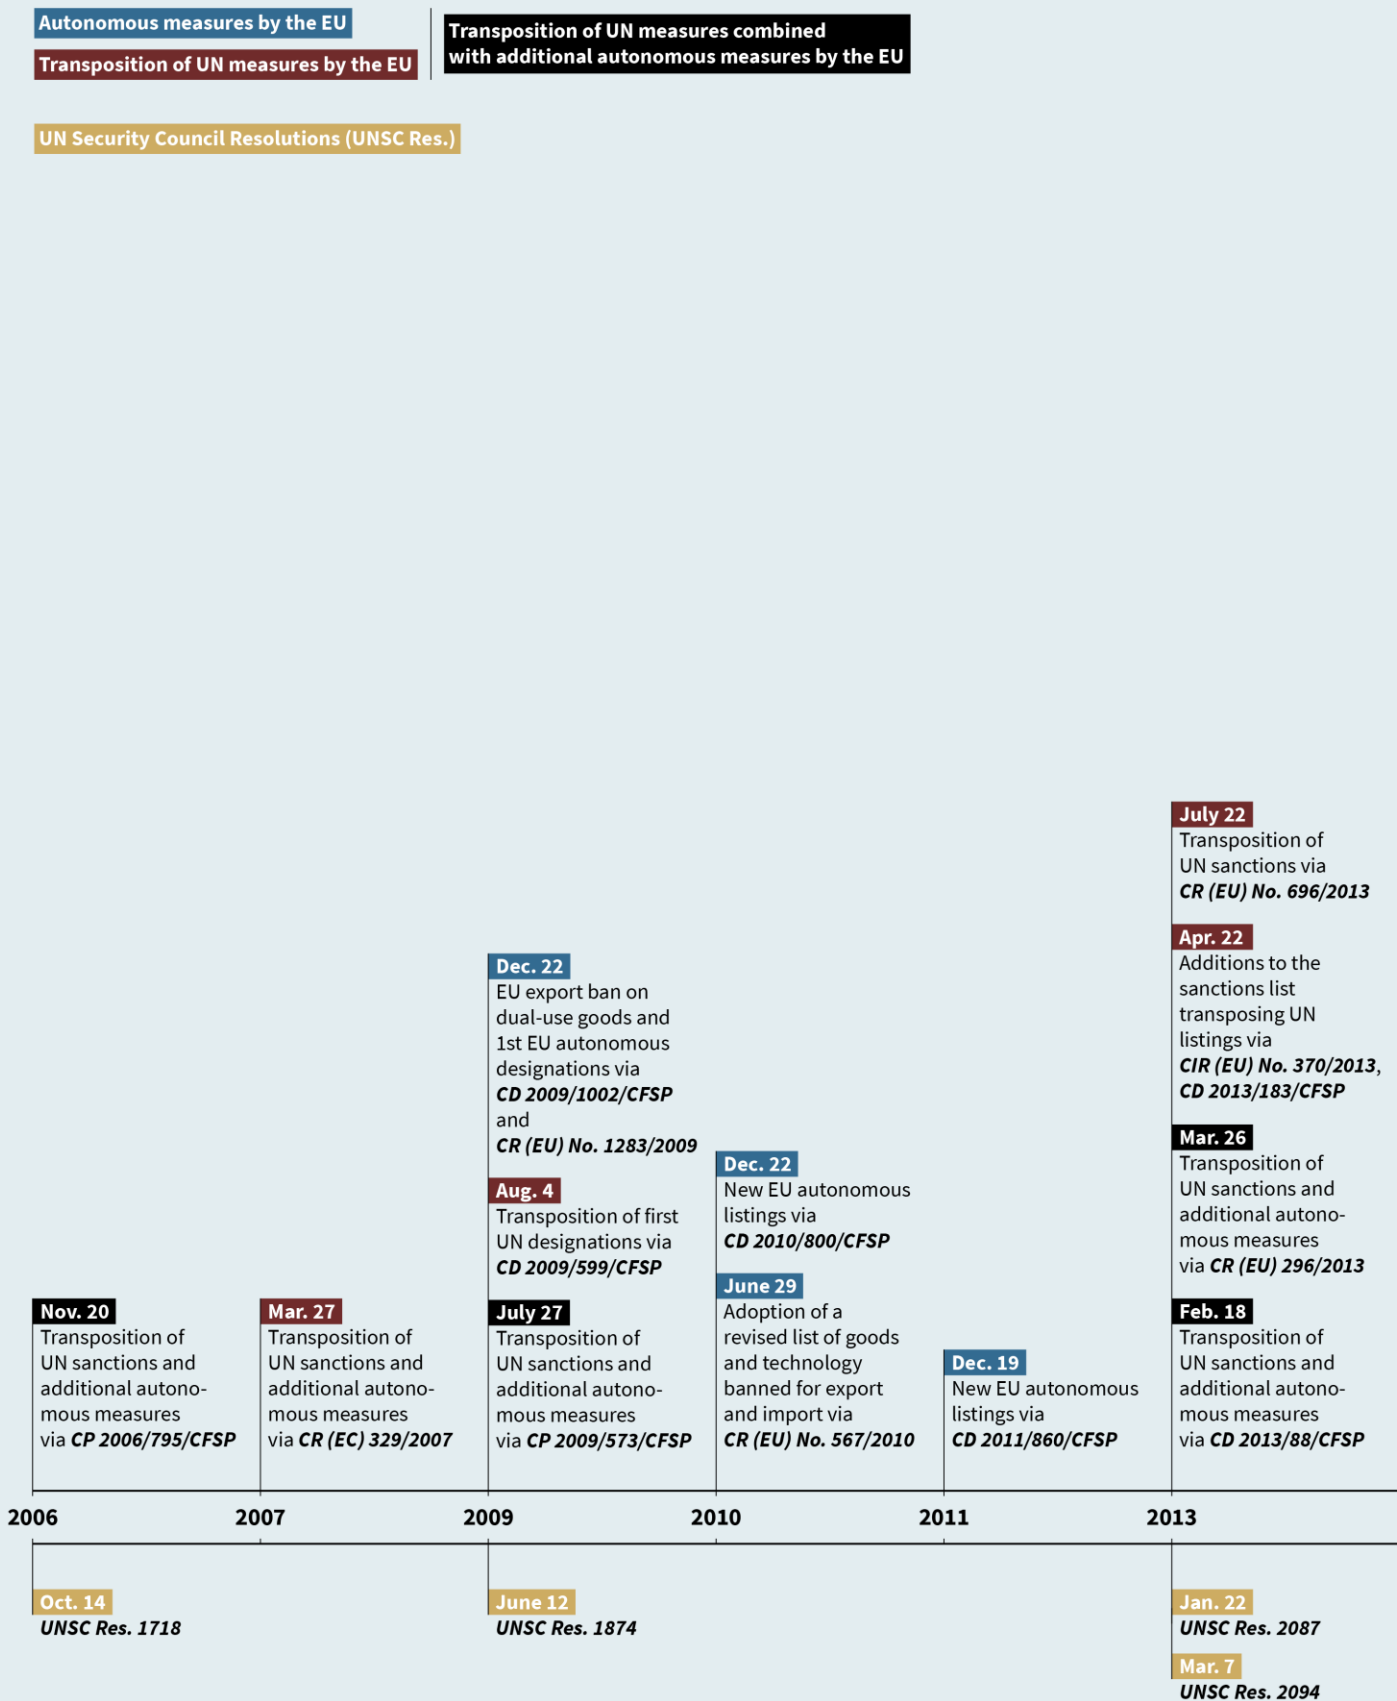 Autonomous measures by the EU
Transposition of UN measures by the EU
Transposition of UN measures combined
with additional autonomous measures by the EU
UN Security Council Resolutions (UNSC Res.)
Nov. 20
Transposition of
UN sanctions and
additional autono-
mous measures
via CP 2006/795/CFSP
Mar. 27
Transposition of
UN sanctions and
additional autono-
mous measures
via CR (EC) 329/2007
Dec. 22
EU export ban on
dual-use goods and
1st EU autonomous
designations via
CD 2009/1002/CFSP
and
CR (EU) No. 1283/2009
Aug. 4
Transposition of first
UN designations via
CD 2009/599/CFSP
July 27
Transposition of
UN sanctions and
additional autono-
mous measures
via CP 2009/573/CFSP
Dec. 22
New EU autonomous
listings via
CD 2010/800/CFSP
June 29
Adoption of a
revised list of goods
and technology
banned for export
and import via
CR (EU) No. 567/2010
Dec. 19
New EU autonomous
listings via
CD 2011/860/CFSP
July 22
Transposition of
UN sanctions via
CR (EU) No. 696/2013
Apr. 22
Additions to the
sanctions list
transposing UN
listings via
CIR (EU) No. 370/2013,
CD 2013/183/CFSP
Mar. 26
Transposition of
UN sanctions and
additional autono-
mous measures
via CR (EU) 296/2013
Feb. 18
Transposition of
UN sanctions and
additional autono-
mous measures
via CD 2013/88/CFSP
2006 2007 2009 2010 2011 2013
Oct. 14
UNSC Res. 1718
June 12
UNSC Res. 1874
Jan. 22
UNSC Res. 2087
Mar. 7
UNSC Res. 2094